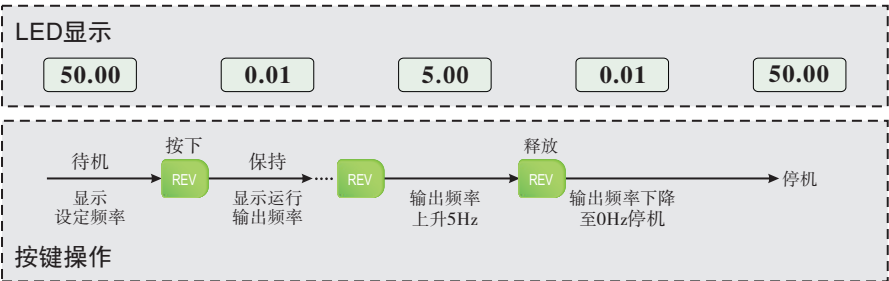 LED显示
50.00 0.01 5.00 0.01 50.00
待机
显示
设定频率
按下
REV
保持
显示运行
输出频率
····
REV
输出频率
上升5Hz
释放
REV
输出频率下降
至0Hz停机
停机
按键操作